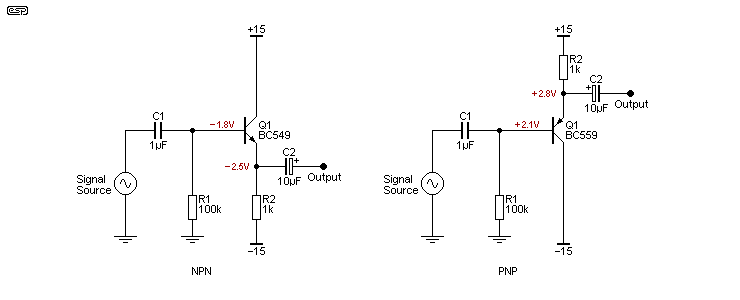 esp
+15
−1.8V
C1
1µF
Q1
BC549
C2
+
10µF
Output
−2.5V
Signal
Source
R1
100k
R2
1k
−15
NPN
+15
R2
1k
+2.8V
+
C2
10µF
Output
C1
1µF
+2.1V
Q1
BC559
Signal
Source
R1
100k
−15
PNP